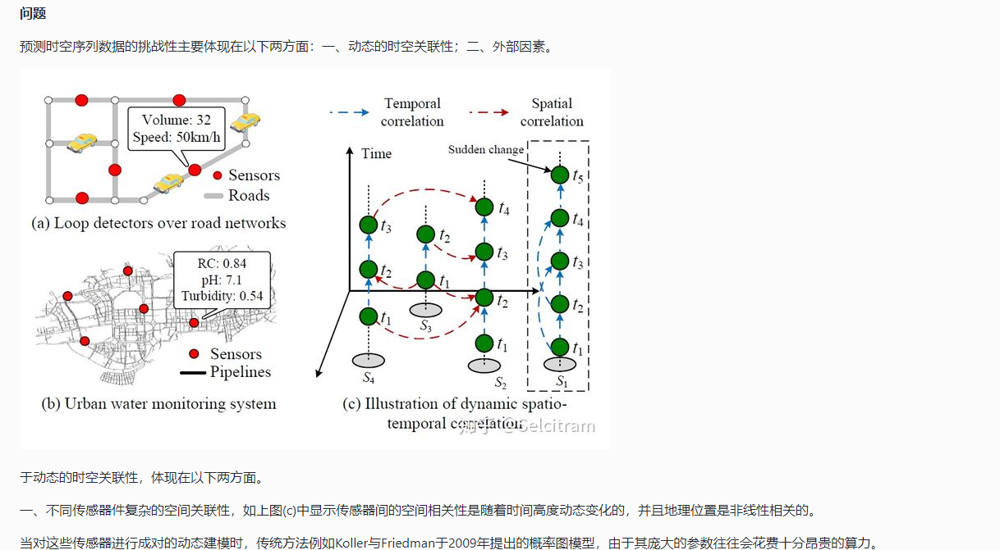 问题
预测时空序列数据的挑战性主要体现在以下两方面：一、动态的时空关联性；二、外部因素。
Volume: 32
Speed: 50km/h
Sensors
Roads
(a) Loop detectors over road networks
RC: 0.84
pH: 7.1
Turbidity: 0.54
Sensors
Pipelines
(b) Urban water monitoring system
Temporal
correlation
Spatial
correlation
Time
Sudden change
t3
t2
t1
S4
t2
t1
S3
t4
t3
t2
t1
S2
t5
t4
t3
t2
t1
S1
(c) Illustration of dynamic spatio-
temporal correlation
知乎 @Selcitram
于动态的时空关联性，体现在以下两方面。
一、不同传感器件复杂的空间关联性，如上图(c)中显示传感器间的空间相关性是随着时间高度动态变化的，并且地理位置是非线性相关的。
当对这些传感器进行成对的动态建模时，传统方法例如Koller与Friedman于2009年提出的概率图模型，由于其庞大的参数往往会花费十分昂贵的算力。